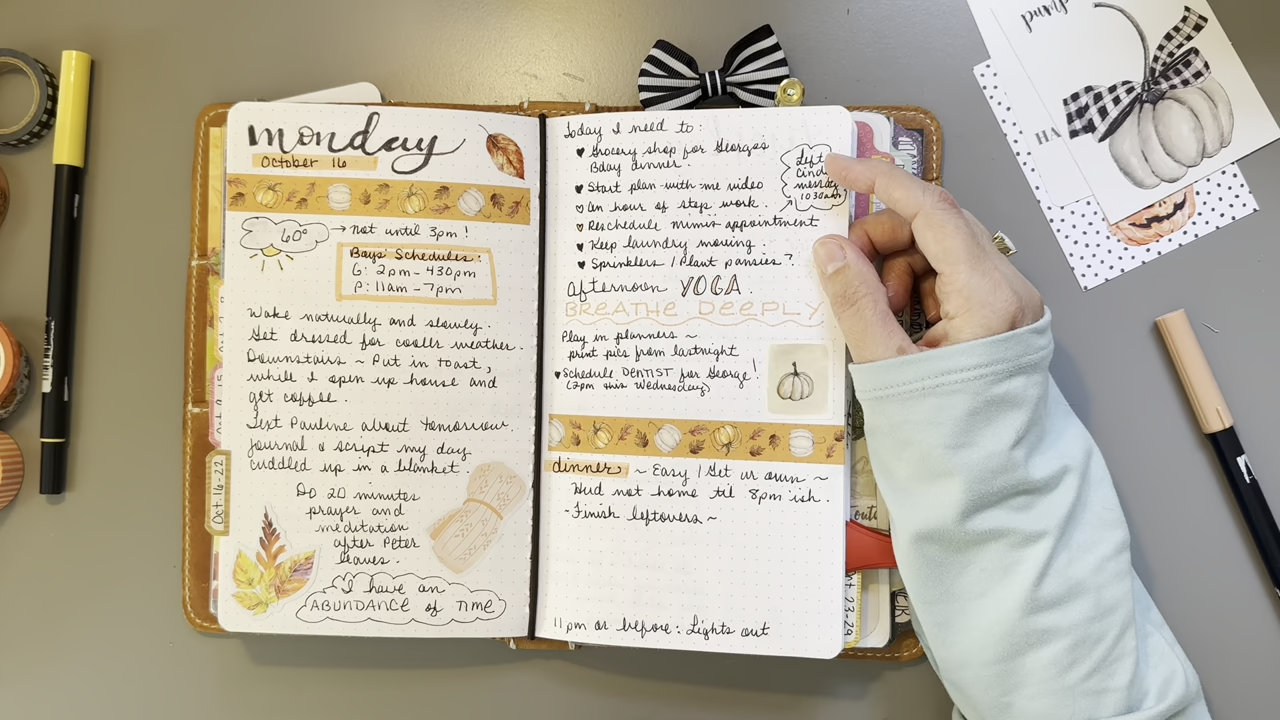 monday
October 16
60° → not until 3pm!
Boys' Schedules:
G: 2pm - 430pm
P: 11am - 7pm
Wake naturally and slowly.
Get dressed for cooler weather.
Downstairs ~ Put in toast,
while I open up house and
get coffee.
Text Pauline about tomorrow.
Journal & script my day
cuddled up in a blanket.
Do 20 minutes
prayer and
meditation
after Peter
leaves.
I have an
ABUNDANCE of TIME
Oct. 16-22
Today I need to:
♥ Grocery shop for George's
Bday dinner.
♥ Start plan with me video
♡ An hour of step work.
♡ Reschedule mimis appointment
♥ Keep laundry moving.
♥ Sprinklers / Plant pansies?
Left
message
1030am
Afternoon YOGA.
BREATHE DEEPLY
Play in planners ~
print pics from last night
♥ Schedule DENTIST for George!
(2pm this Wednesday)
dinner ~ Easy / Get ur own ~
Hud not home til 8pm ish.
- Finish leftovers ~
11pm or before: Lights out
23-29
pump
HA